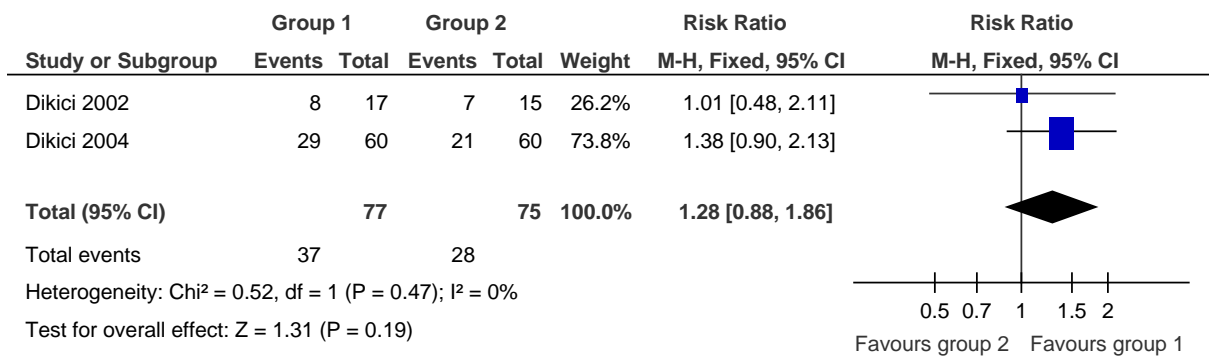 Group 1 Group 2 Risk Ratio Risk Ratio
Study or Subgroup Events Total Events Total Weight M-H, Fixed, 95% CI M-H, Fixed, 95% CI
Dikici 2002 8 17 7 15 26.2% 1.01 [0.48, 2.11]
Dikici 2004 29 60 21 60 73.8% 1.38 [0.90, 2.13]
Total (95% CI) 77 75 100.0% 1.28 [0.88, 1.86]
Total events 37 28
Heterogeneity: Chi² = 0.52, df = 1 (P = 0.47); I² = 0%
Test for overall effect: Z = 1.31 (P = 0.19)
0.5 0.7 1 1.5 2
Favours group 2 Favours group 1